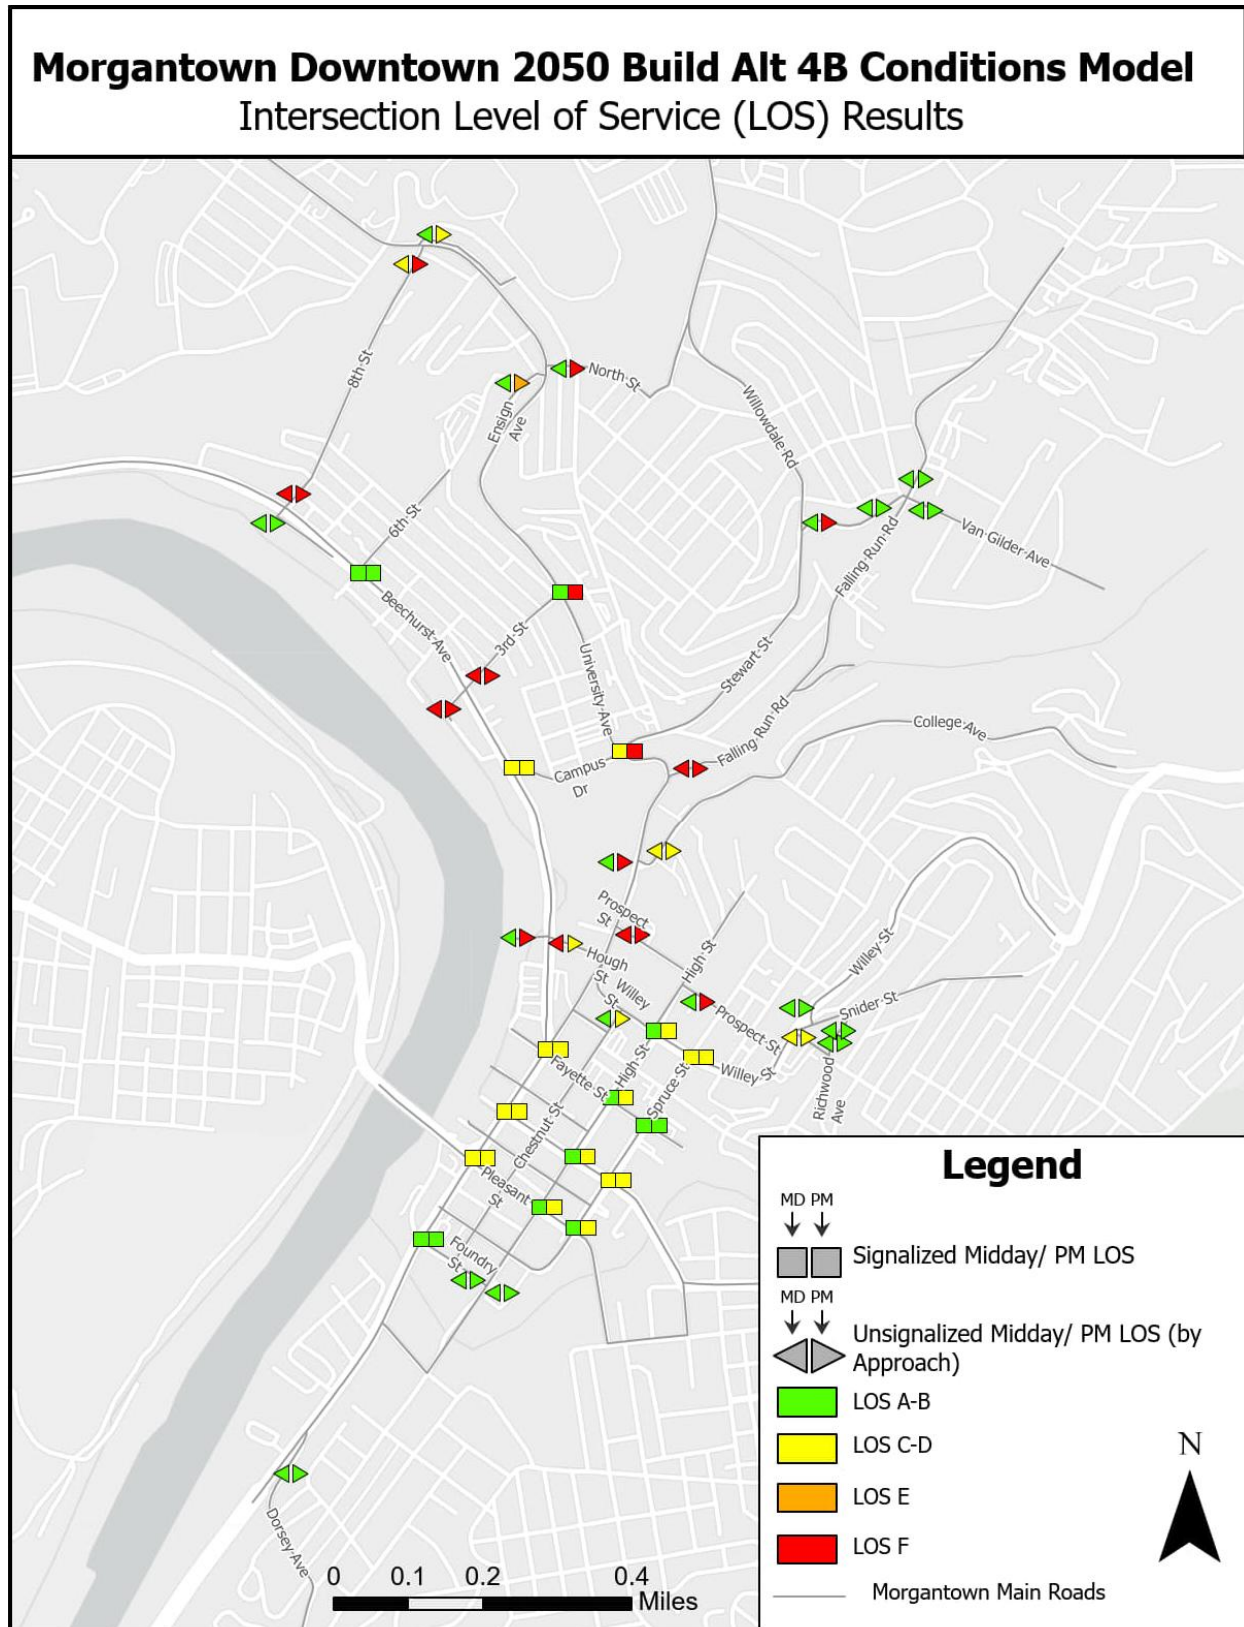 Morgantown Downtown 2050 Build Alt 4B Conditions Model
Intersection Level of Service (LOS) Results
8th St
North St
Ensign
Ave
Willowdale Rd
6th St
Falling Run Rd
Van Gilder Ave
Beechurst Ave
3rd St
University Ave
Stewart St
Falling Run Rd
College Ave
Campus
Dr
Prospect
St
Hough
St
Willey
St
High St
Prospect St
Willey St
Snider St
Fayette St
High St
Spruce St
Willey St
Richwood
Ave
Chestnut St
Pleasant
St
Foundry
St
Dorsey Ave
0 0.1 0.2 0.4
Miles
Legend
MD PM
Signalized Midday/ PM LOS
MD PM
Unsignalized Midday/ PM LOS (by
Approach)
LOS A-B
LOS C-D
LOS E
LOS F
Morgantown Main Roads
N